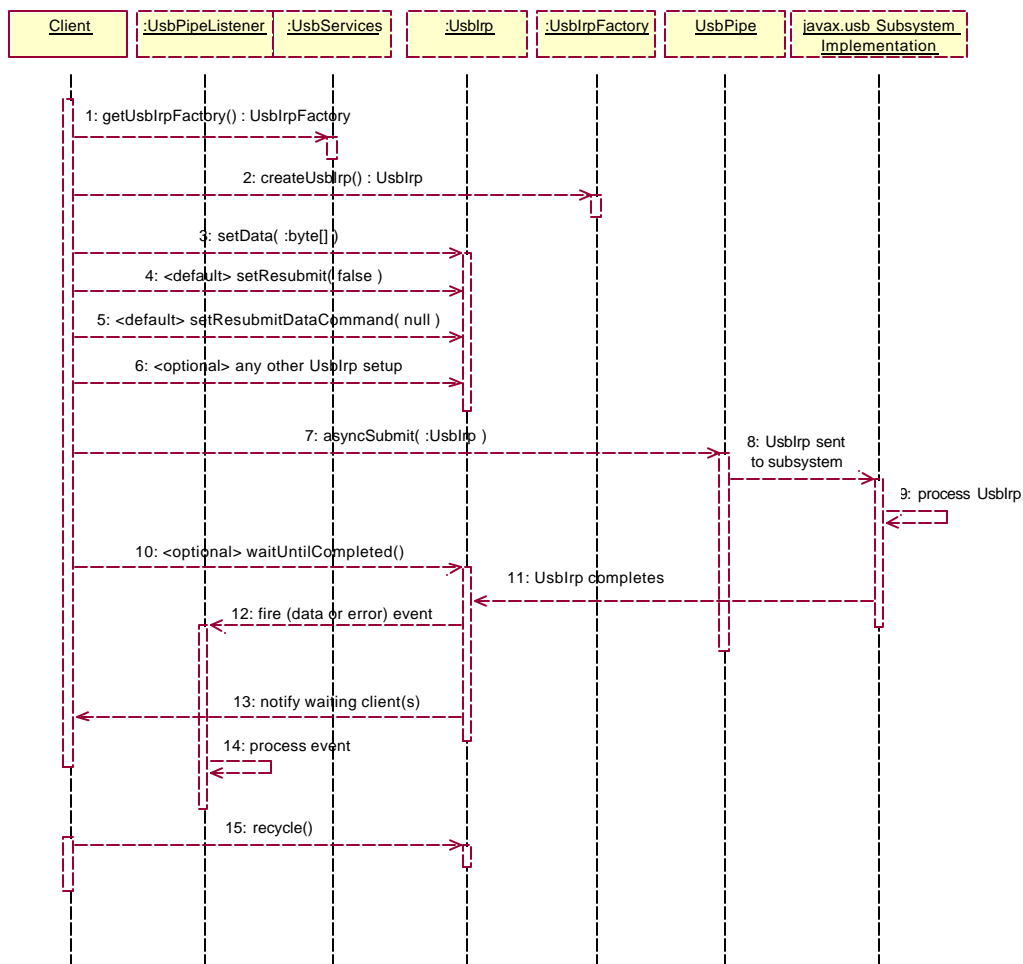 Client
:UsbPipeListener
:UsbServices
:UsbIrp
:UsbIrpFactory
UsbPipe
javax.usb Subsystem
Implementation
1: getUsbIrpFactory() : UsbIrpFactory
2: createUsbIrp() : UsbIrp
3: setData( :byte[] )
4: <default> setResubmit( false )
5: <default> setResubmitDataCommand( null )
6: <optional> any other UsbIrp setup
7: asyncSubmit( :UsbIrp )
8: UsbIrp sent
to subsystem
9: process UsbIrp
10: <optional> waitUntilCompleted()
11: UsbIrp completes
12: fire (data or error) event
13: notify waiting client(s)
14: process event
15: recycle()